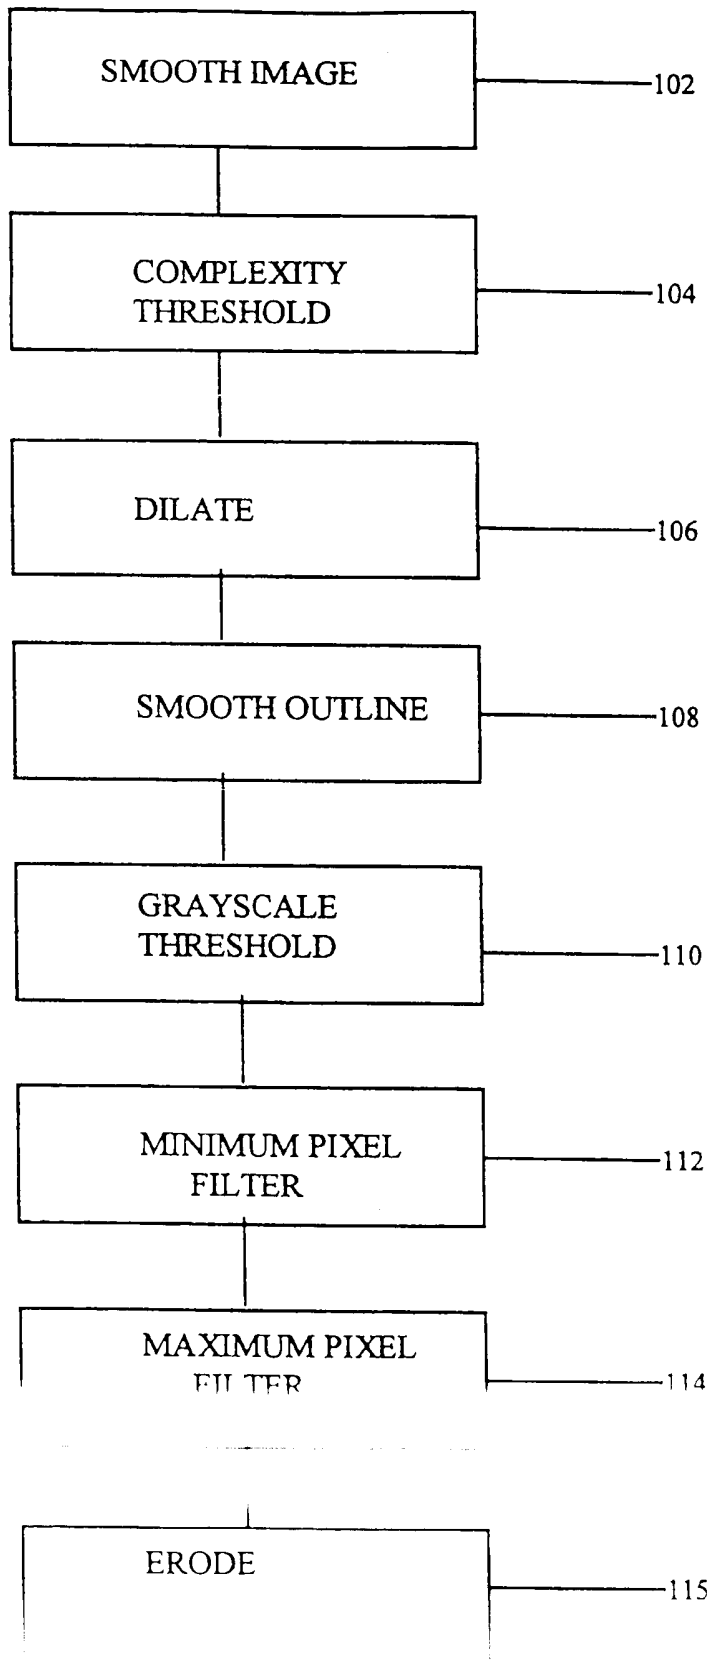 SMOOTH IMAGE
102
COMPLEXITY
THRESHOLD
104
DILATE
106
SMOOTH OUTLINE
108
GRAYSCALE
THRESHOLD
110
MINIMUM PIXEL
FILTER
112
MAXIMUM PIXEL
FILTER
114
ERODE
115